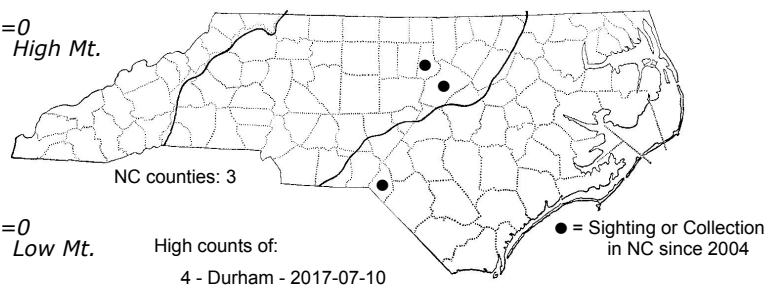 =0
High Mt.
NC counties: 3
=0
Low Mt.
High counts of:
4 - Durham - 2017-07-10
● = Sighting or Collection
in NC since 2004